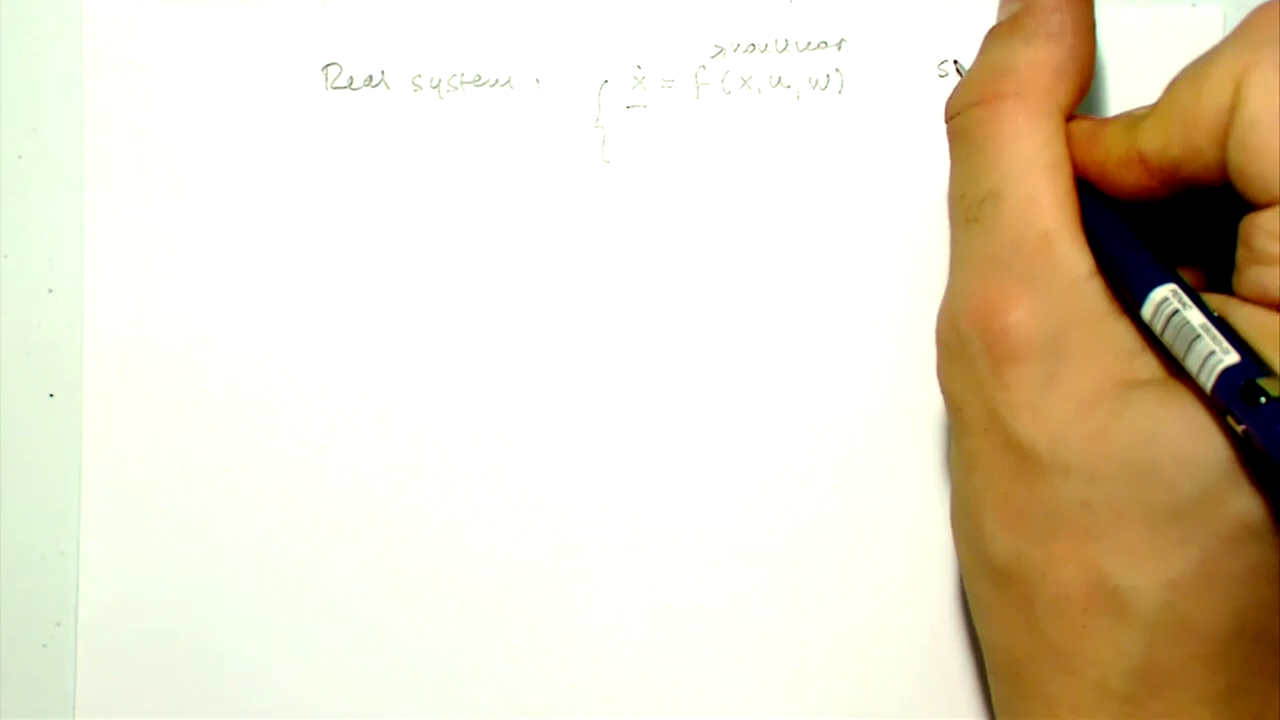 nonlinear
Real system : { ẋ = f (x, u, w)